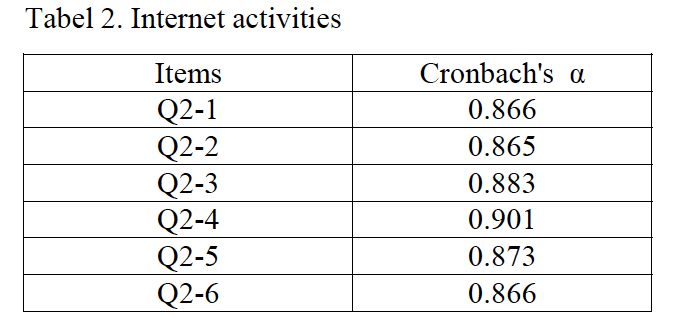 Tabel 2. Internet activities
Items Cronbach's α
Q2-1 0.866
Q2-2 0.865
Q2-3 0.883
Q2-4 0.901
Q2-5 0.873
Q2-6 0.866